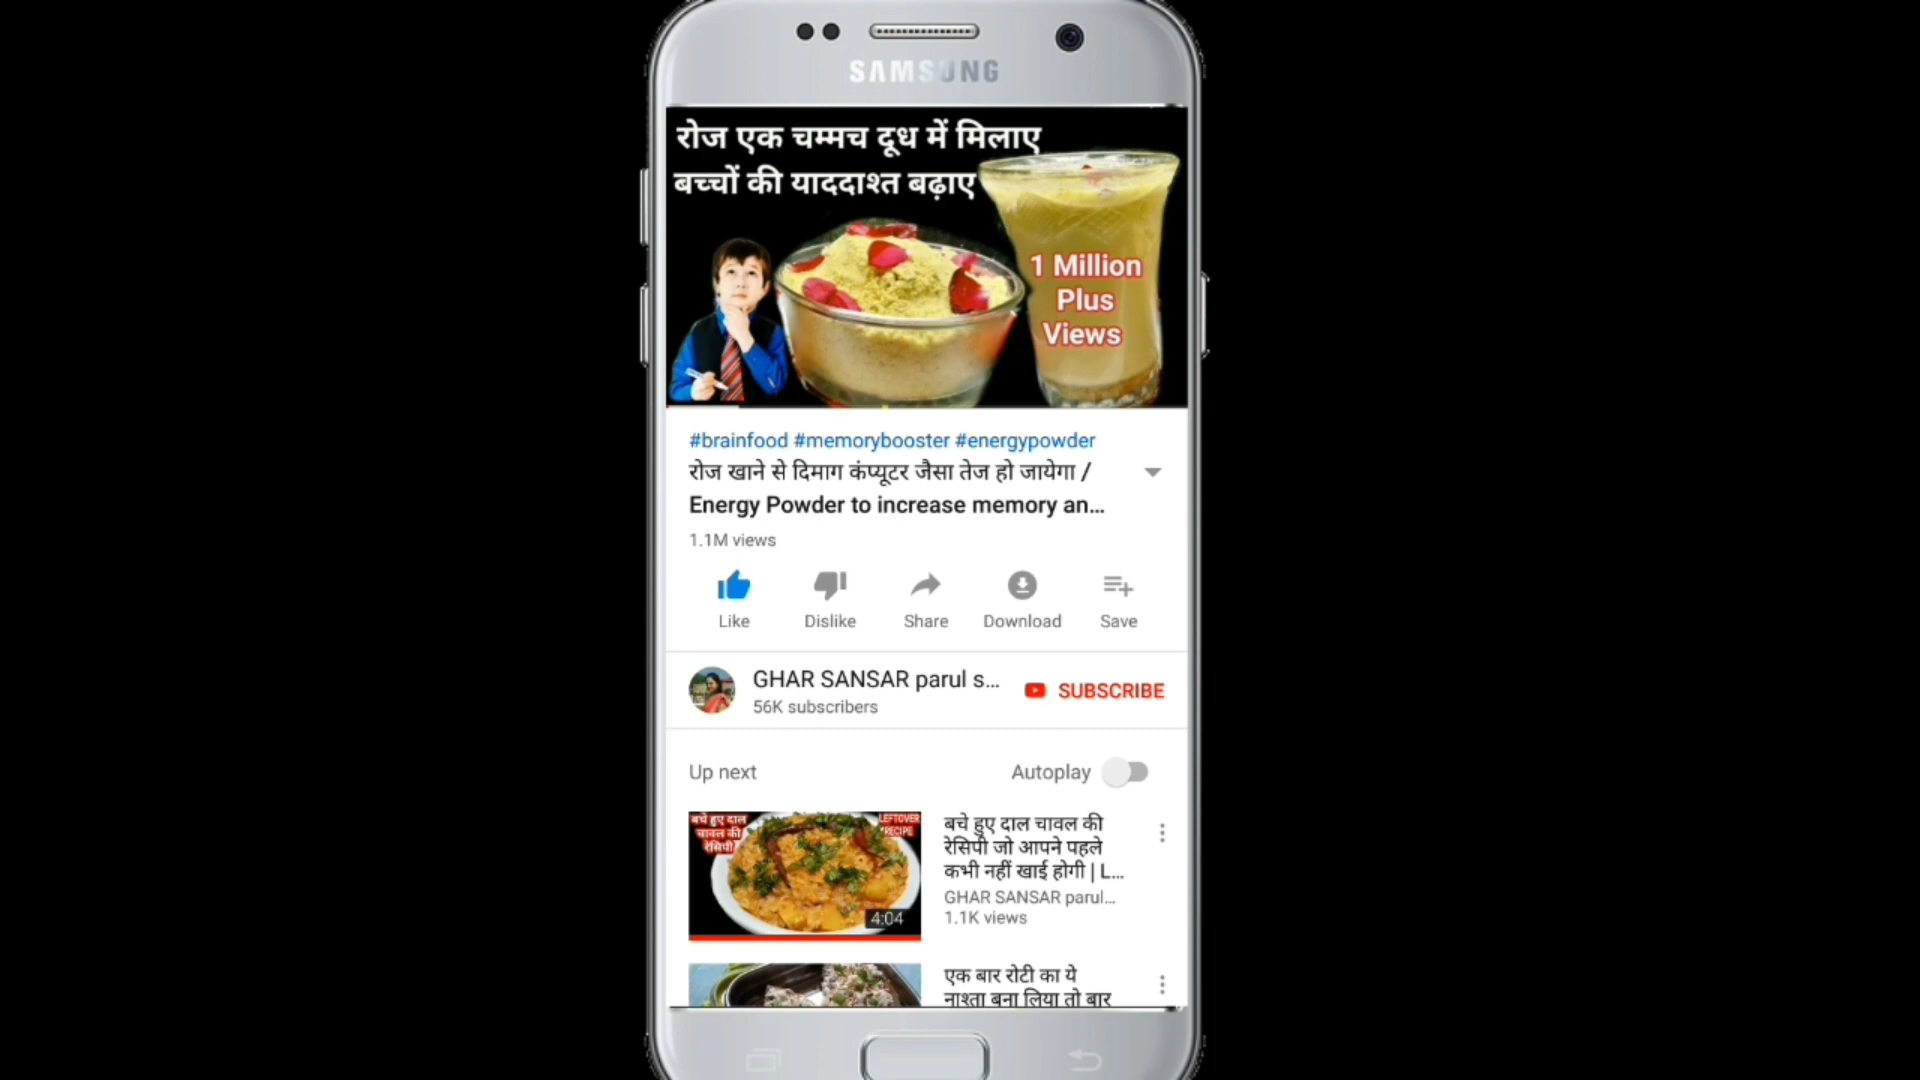 SAMSUNG
रोज एक चम्मच दूध में मिलाए
बच्चों की याददाश्त बढ़ाए
1 Million
Plus
Views
#brainfood #memorybooster #energypowder
रोज खाने से दिमाग कंप्यूटर जैसा तेज हो जायेगा /
Energy Powder to increase memory an...
1.1M views
Like Dislike Share Download Save
GHAR SANSAR parul s...
SUBSCRIBE
56K subscribers
Up next
Autoplay
बचे हुए दाल
चावल की
रेसिपी
LEFTOVER
RECIPE
4:04
बचे हुए दाल चावल की
रेसिपी जो आपने पहले
कभी नहीं खाई होगी | L...
GHAR SANSAR parul...
1.1K views
एक बार रोटी का ये
नाश्ता बना लिया तो बार